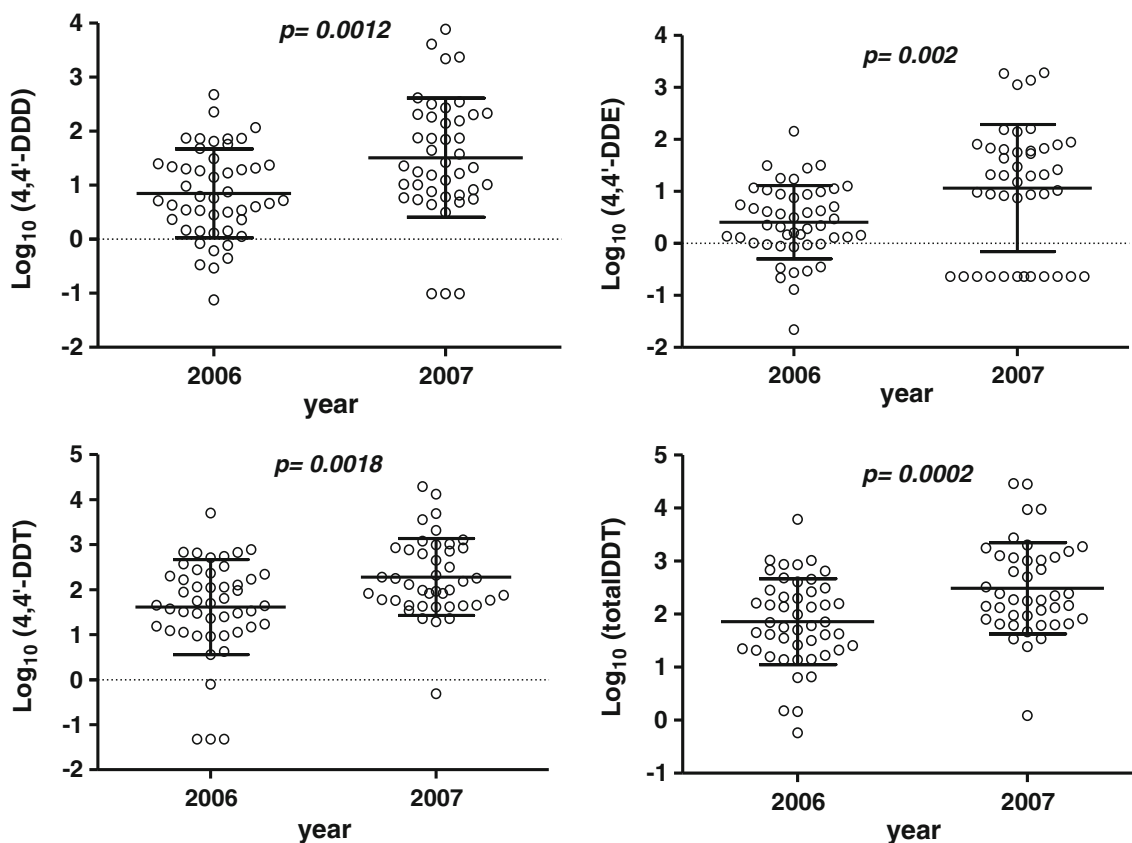 p= 0.0012
Log10 (4,4'-DDD)
4
3
2
1
0
-1
-2
2006 2007
year
p= 0.002
Log10 (4,4'-DDE)
4
3
2
1
0
-1
-2
2006 2007
year
p= 0.0018
Log10 (4,4'-DDT)
5
4
3
2
1
0
-1
-2
2006 2007
year
p= 0.0002
Log10 (totalDDT)
5
4
3
2
1
0
-1
2006 2007
year